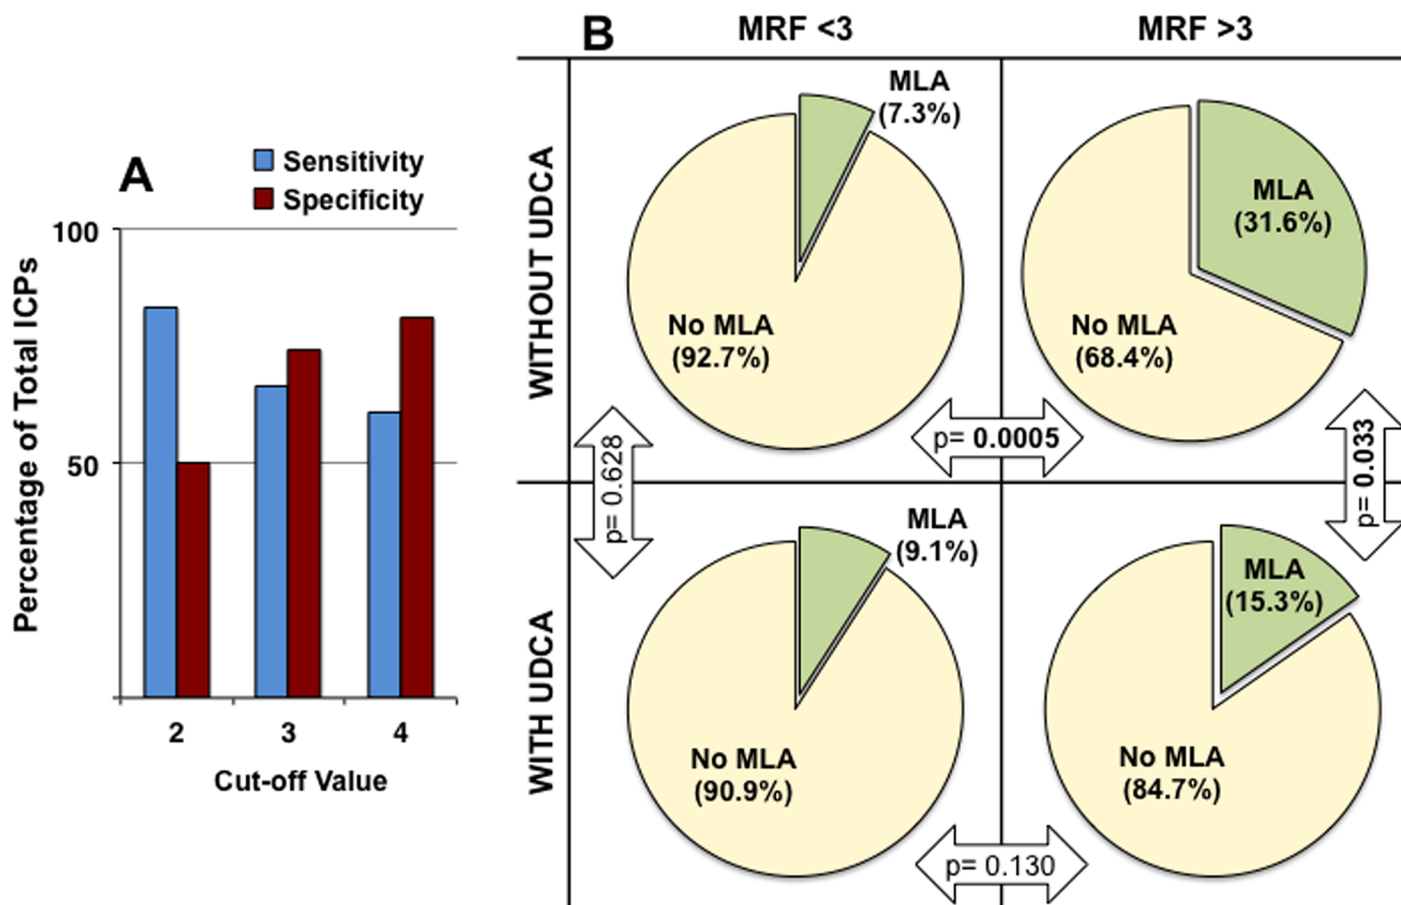 A
Sensitivity
Specificity
Percentage of Total ICPs
100
50
2
3
4
Cut-off Value
B
MRF <3
MRF >3
WITHOUT UDCA
MLA
(7.3%)
No MLA
(92.7%)
MLA
(31.6%)
No MLA
(68.4%)
p= 0.0005
p= 0.628
p= 0.033
WITH UDCA
MLA
(9.1%)
No MLA
(90.9%)
MLA
(15.3%)
No MLA
(84.7%)
p= 0.130